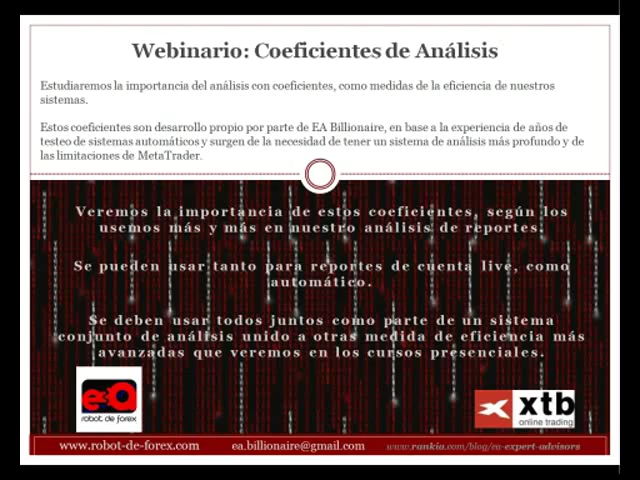 Webinario: Coeficientes de Análisis
Estudiaremos la importancia del análisis con coeficientes, como medidas de la eficiencia de nuestros
sistemas.
Estos coeficientes son desarrollo propio por parte de EA Billionaire, en base a la experiencia de años de
testeo de sistemas automáticos y surgen de la necesidad de tener un sistema de análisis más profundo y de
las limitaciones de MetaTrader.
Veremos la importancia de estos coeficientes, según los
usemos más y más en nuestro análisis de reportes.
Se pueden usar tanto para reportes de cuenta live, como
automático.
Se deben usar todos juntos como parte de un sistema
conjunto de análisis unido a otras medida de eficiencia más
avanzadas que veremos en los cursos presenciales.
robot de forex
xtb
online trading
www.robot-de-forex.com ea.billionaire@gmail.com www.rankia.com/blog/ea-expert-advisors